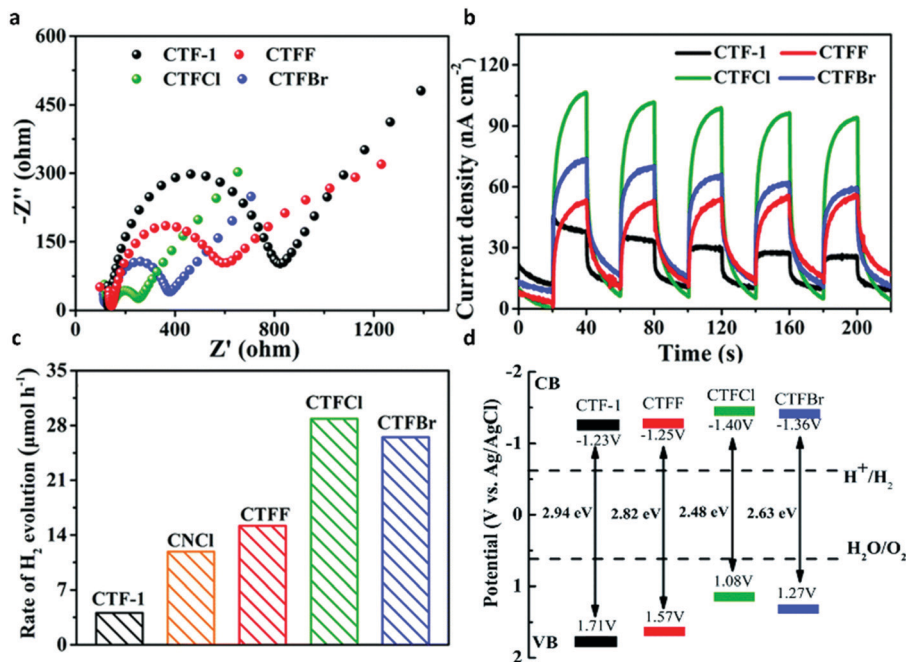 a
600
450
300
150
0
-Z'' (ohm)
CTF-1 CTFF
CTFCl CTFBr
0 400 800 1200
Z' (ohm)
b
135
120
90
60
30
0
Current density (nA cm⁻²)
CTF-1 CTFF
CTFCl CTFBr
0 40 80 120 160 200
Time (s)
c
35
28
21
14
7
0
Rate of H₂ evolution (μmol h⁻¹)
CTF-1
CNCl
CTFF
CTFCl
CTFBr
d
-2
-1
0
1
2
Potential (V vs. Ag/AgCl)
CB
CTF-1 CTFF CTFCl CTFBr
-1.23V -1.25V -1.40V -1.36V
H⁺/H₂
2.94 eV 2.82 eV 2.48 eV 2.63 eV
H₂O/O₂
1.71V 1.57V 1.08V 1.27V
VB